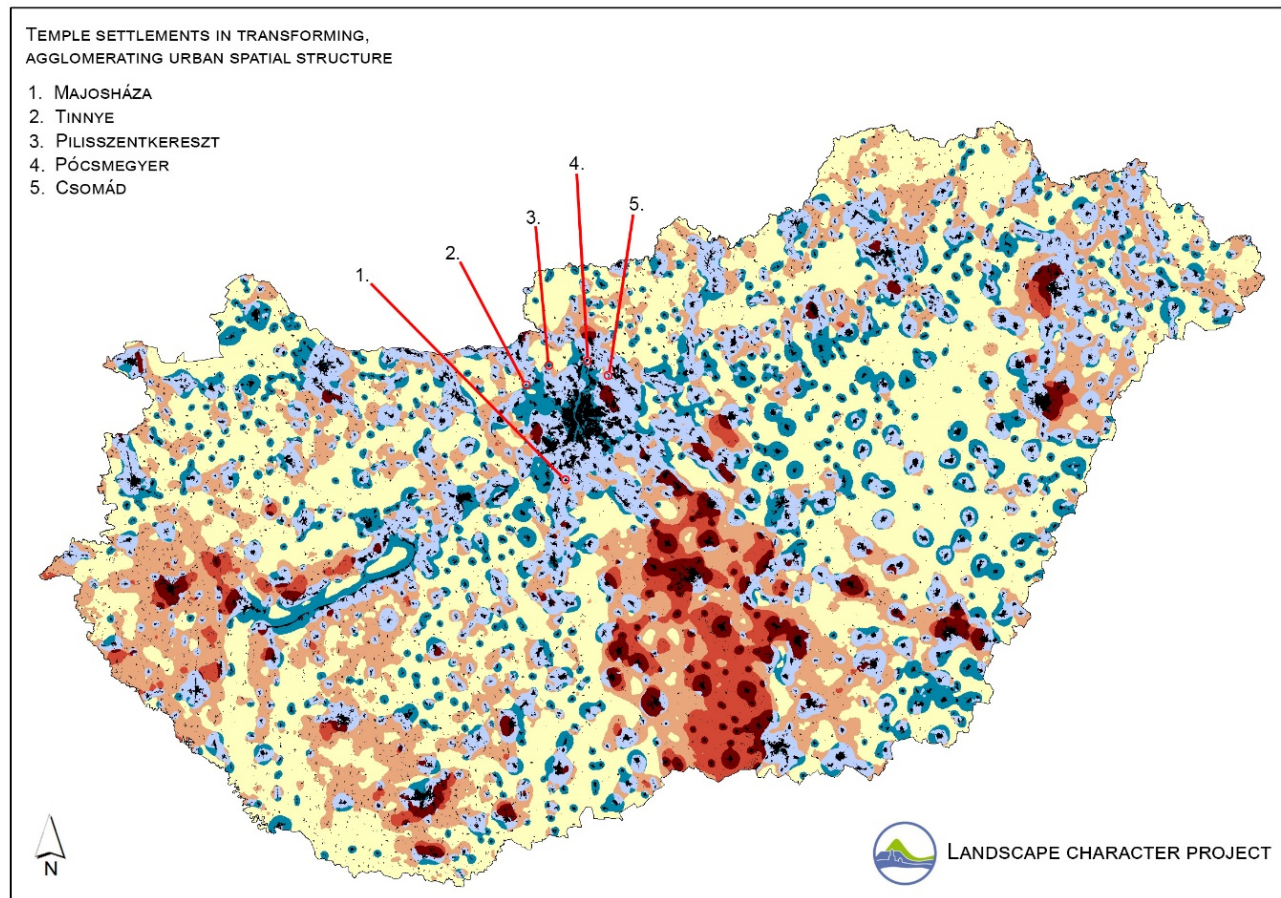 Temple settlements in transforming,
agglomerating urban spatial structure
1. Majosháza
2. Tinnye
3. Pilisszentkereszt
4. Pócsmegyer
5. Csomád
4.
5.
3.
2.
1.
N
Landscape character project